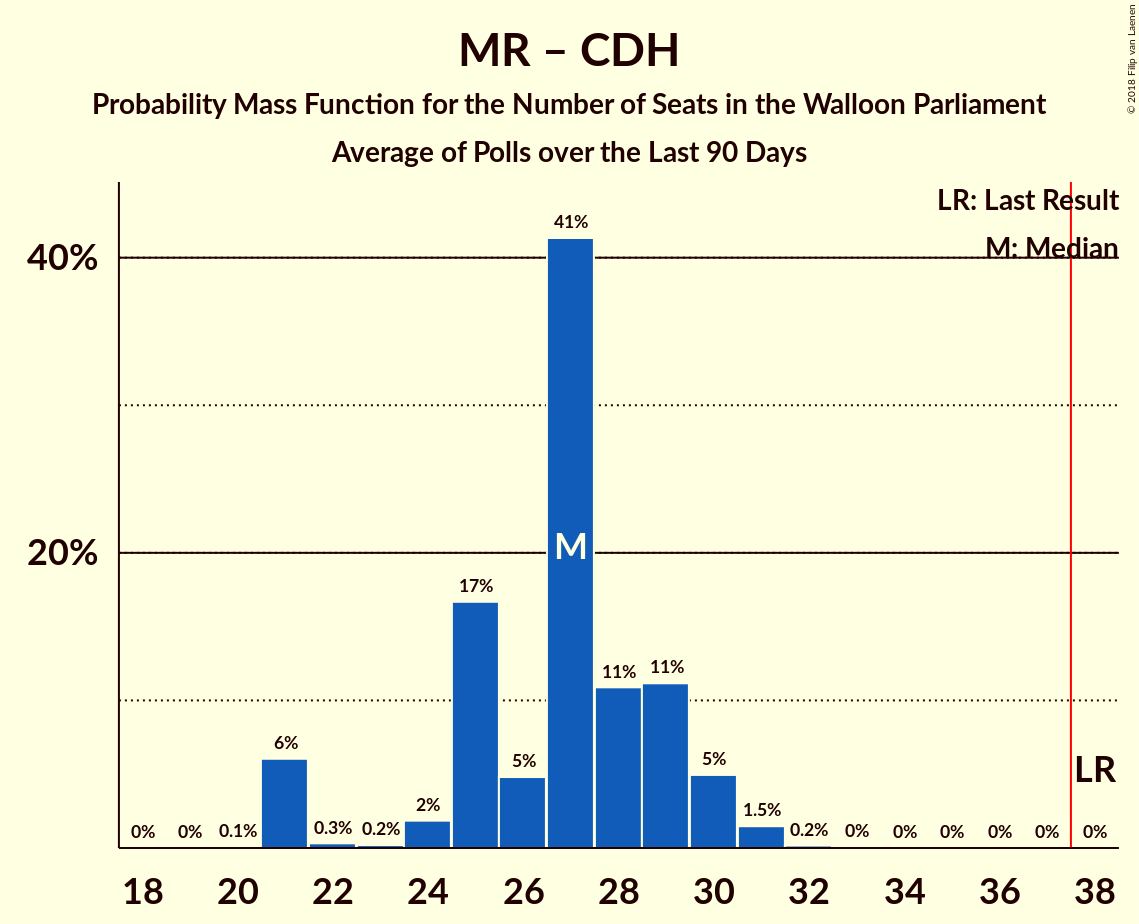 MR – CDH
Probability Mass Function for the Number of Seats in the Walloon Parliament
Average of Polls over the Last 90 Days
© 2018 Filip van Laenen
LR: Last Result
M: Median
40%
20%
0% 0% 0.1% 6% 0.3% 0.2% 2% 17% 5% 41% 11% 11% 5% 1.5% 0.2% 0% 0% 0% 0% 0% 0%
M
LR
18 20 22 24 26 28 30 32 34 36 38